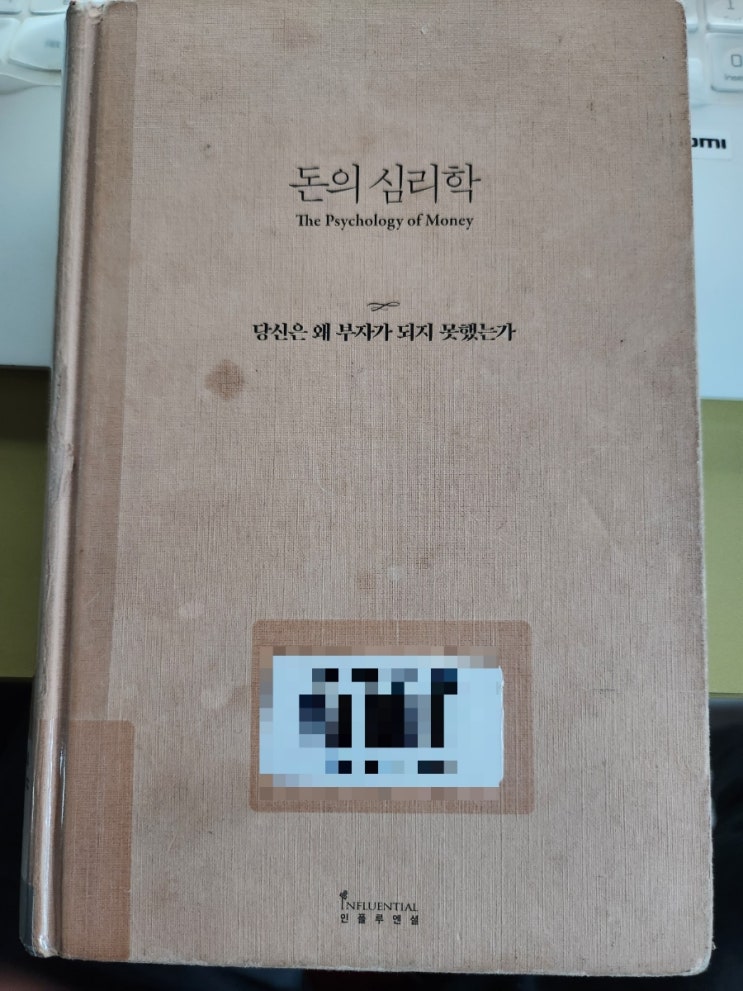 돈의 심리학
The Psychology of Money
당신은 왜 부자가 되지 못했는가
INFLUENTIAL
인플루엔셜